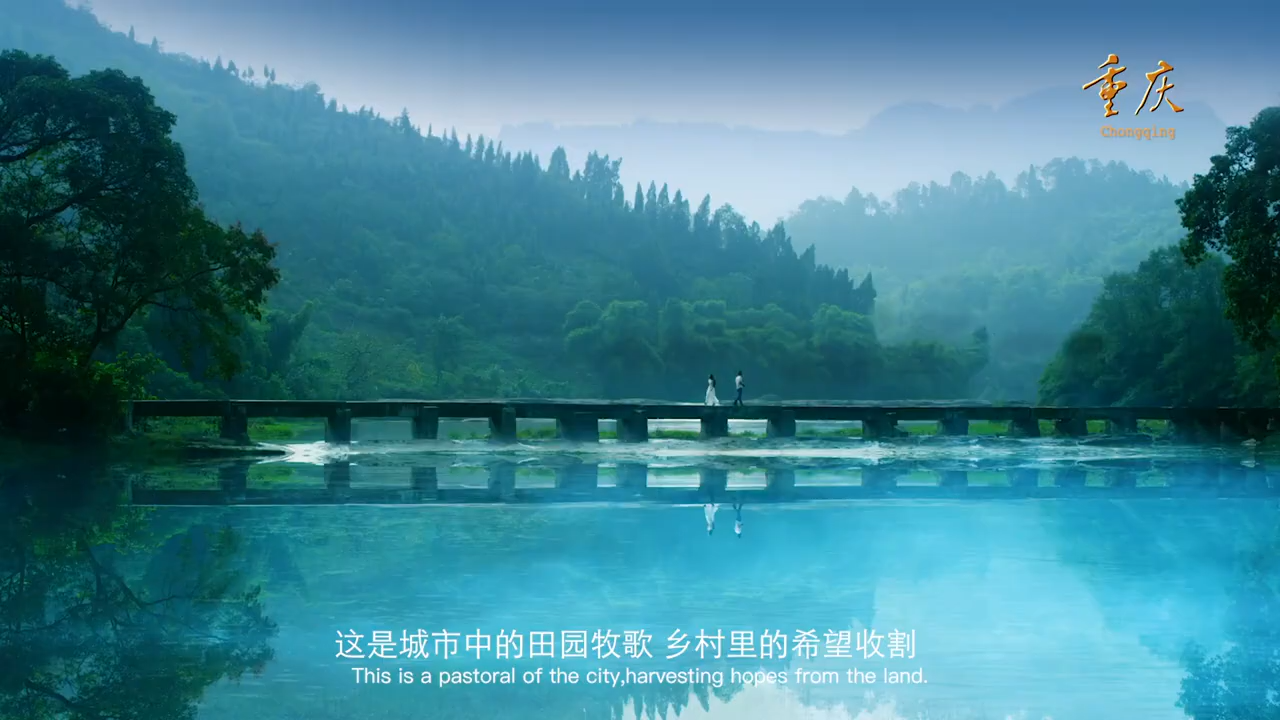 重庆
Chongqing
这是城市中的田园牧歌 乡村里的希望收割
This is a pastoral of the city,harvesting hopes from the land.